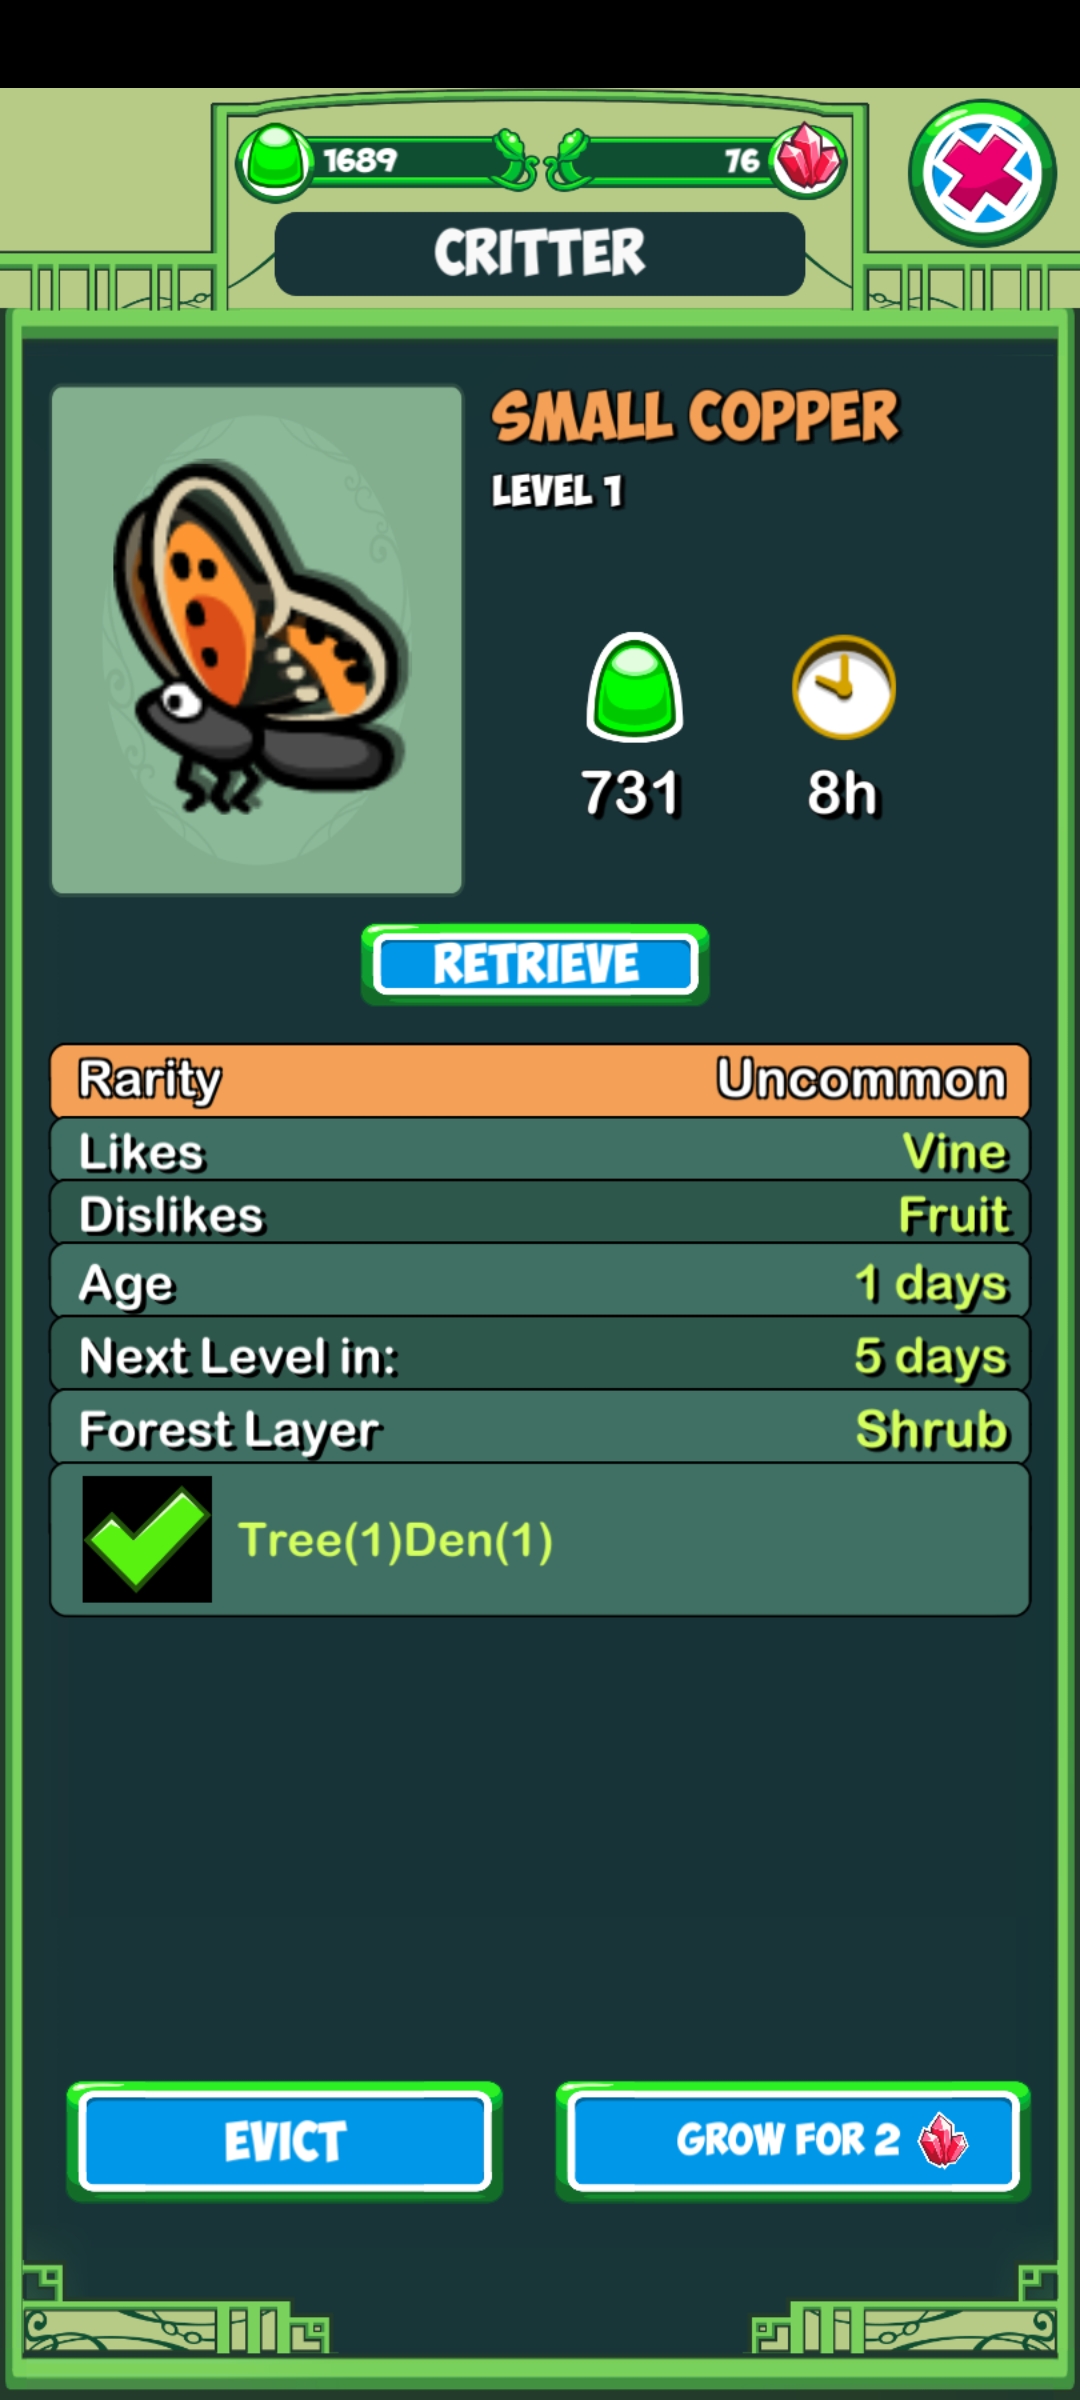 1689 76
CRITTER
SMALL COPPER
LEVEL 1
731 8h
RETRIEVE
Rarity Uncommon
Likes Vine
Dislikes Fruit
Age 1 days
Next Level in: 5 days
Forest Layer Shrub
Tree(1)Den(1)
EVICT GROW FOR 2